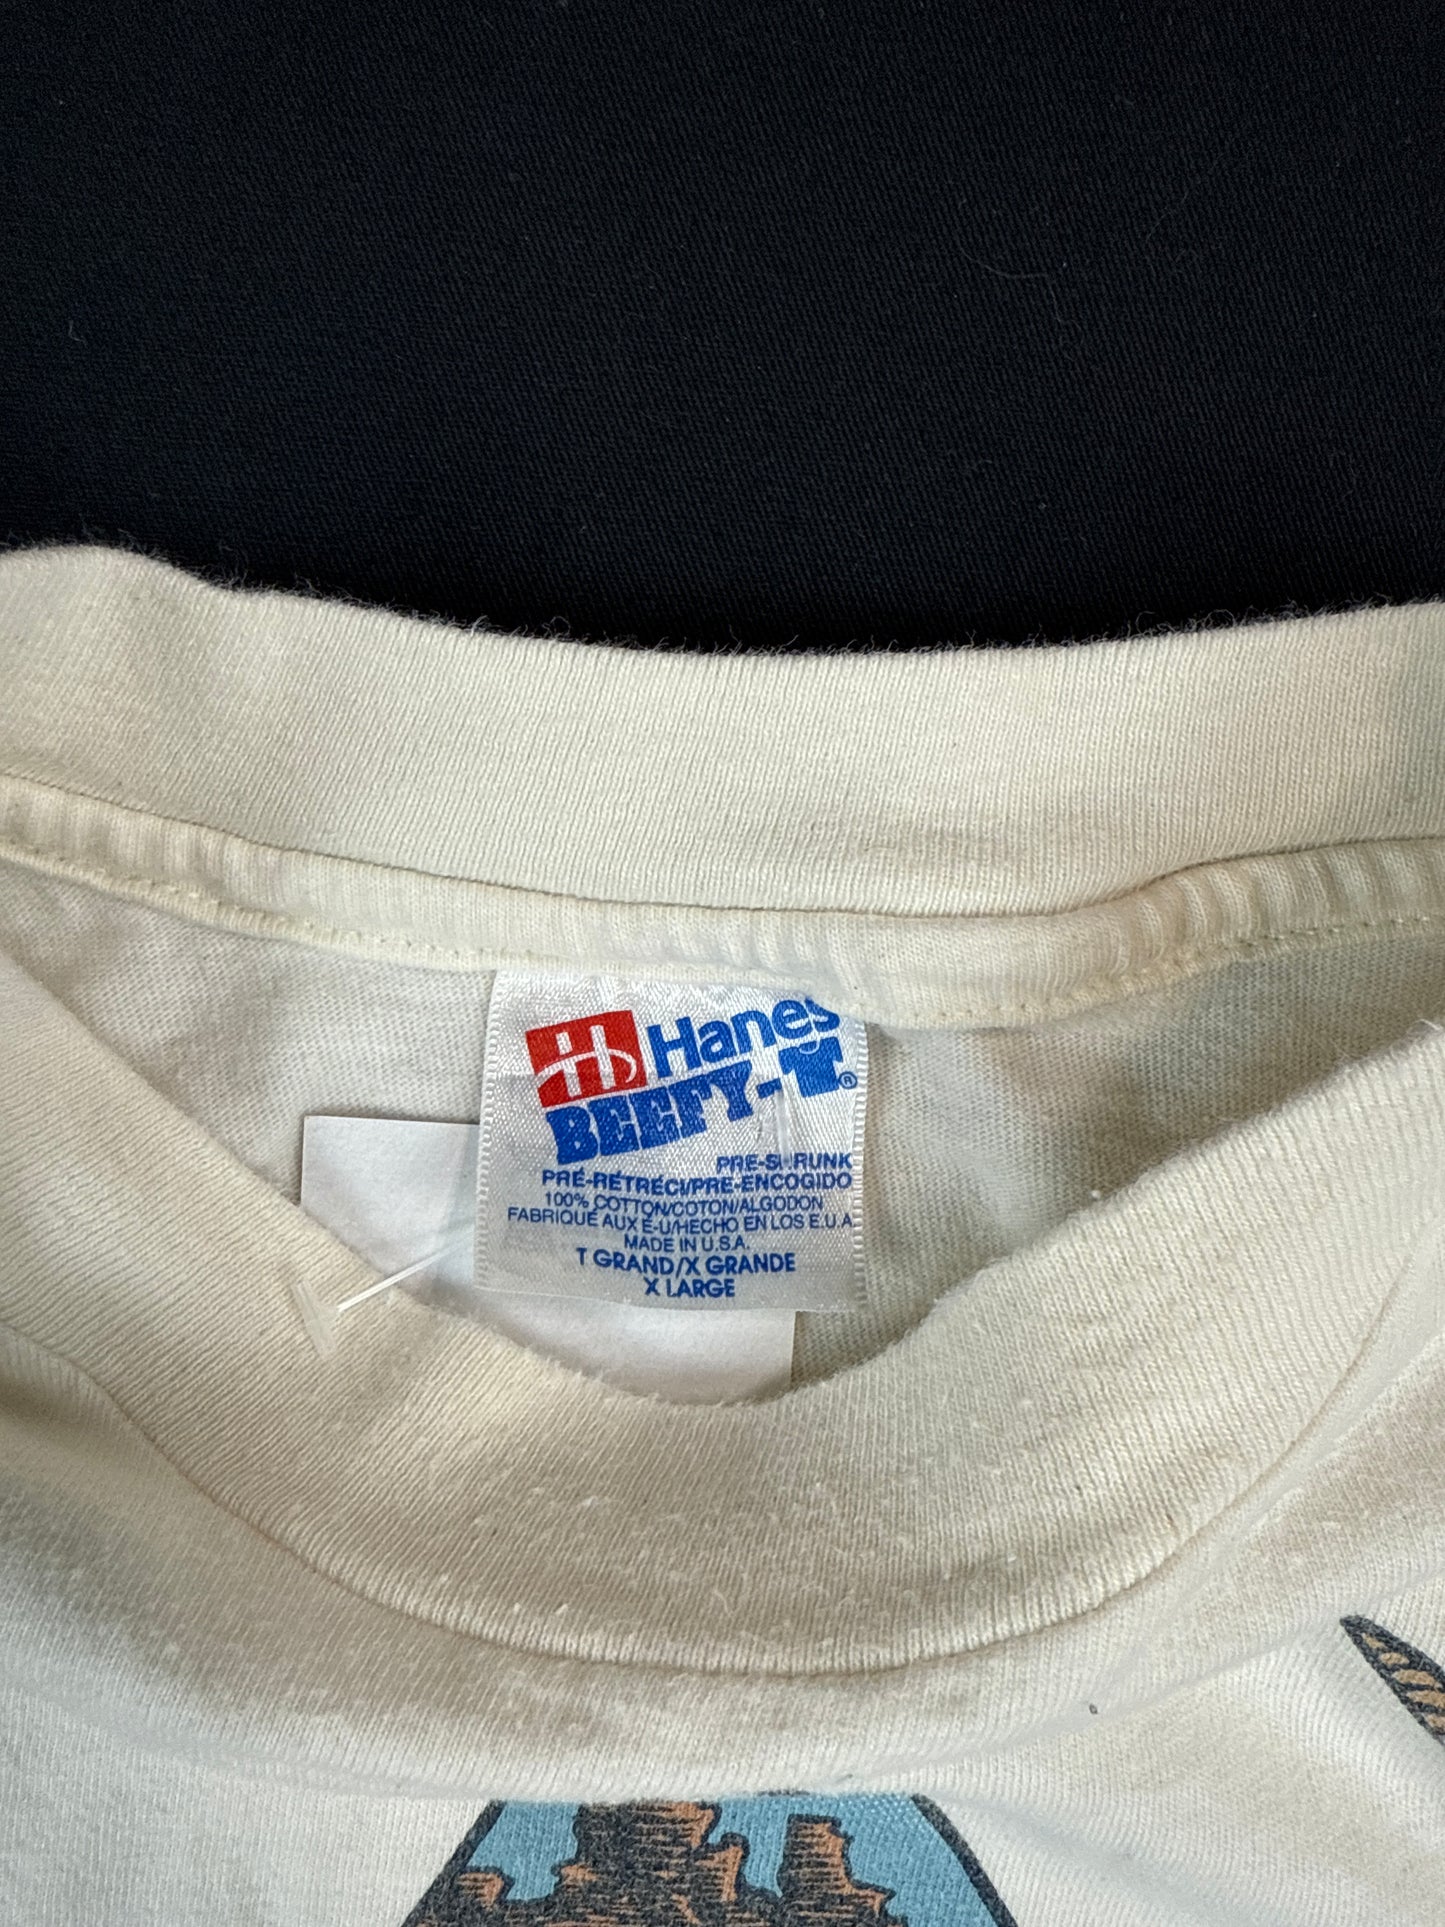 Hanes
BEEFY-T®
PRE-SHRUNK
PRÉ-RÉTRÉCI/PRE-ENCOGIDO
100% COTTON/COTON/ALGODON
FABRIQUÉ AUX É-U/HECHO EN LOS E.U.A.
MADE IN U.S.A.
T GRAND/X GRANDE
X LARGE